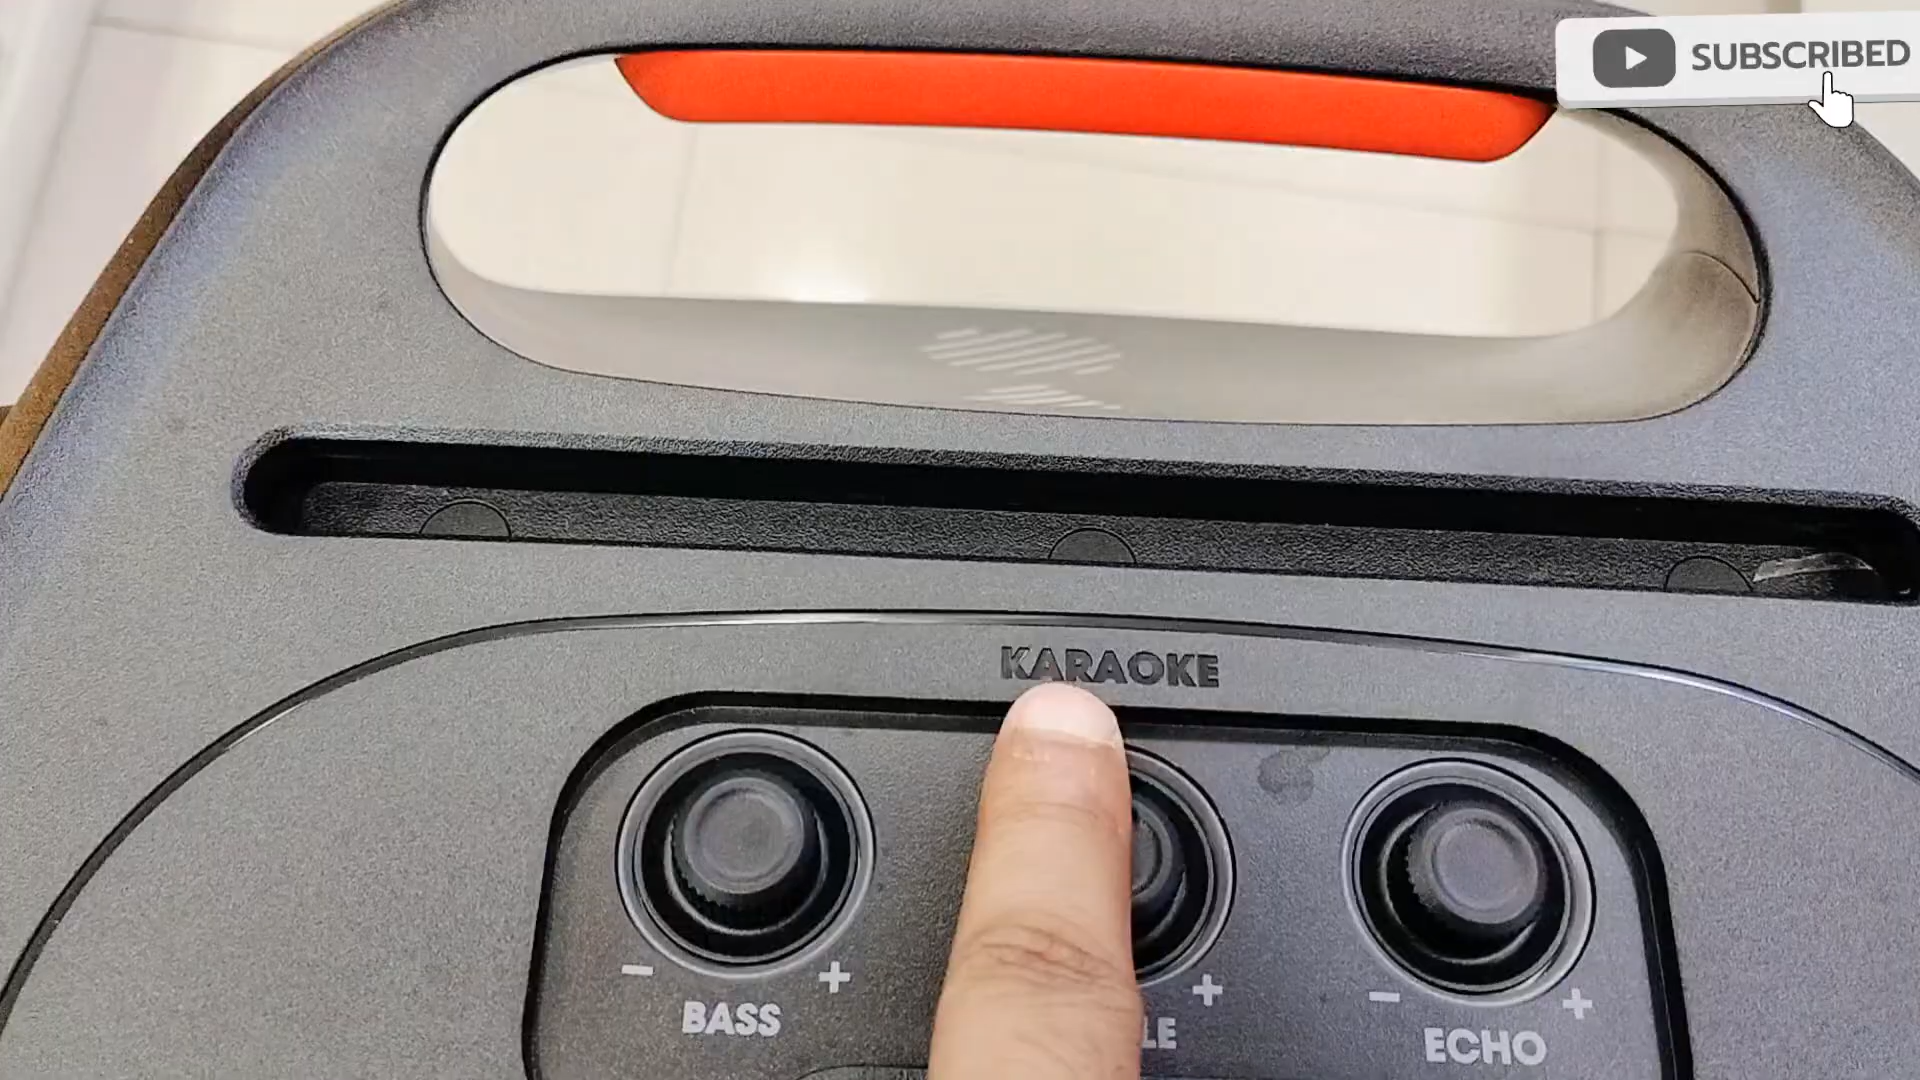 SUBSCRIBED
KARAOKE
- +
BASS
+
LE
- +
ECHO